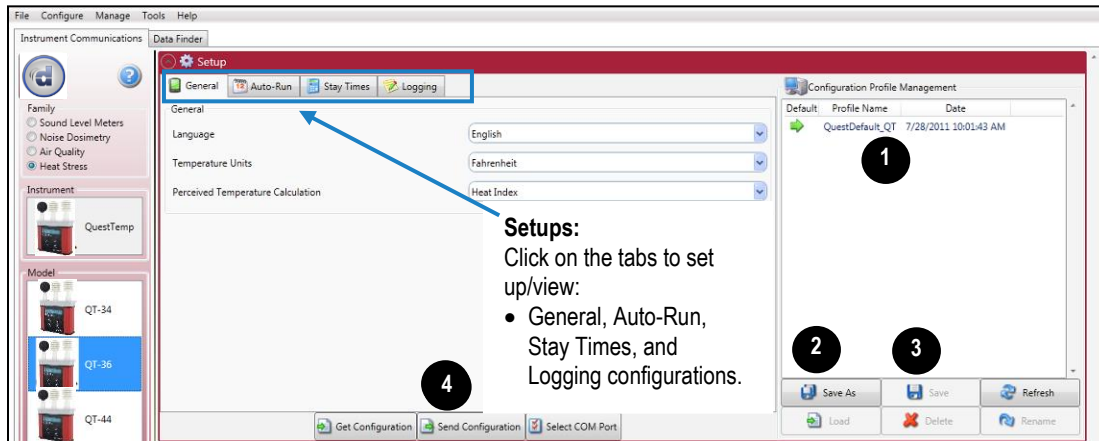 File Configure Manage Tools Help
Instrument Communications Data Finder
Setup
General 12 Auto-Run Stay Times Logging
Configuration Profile Management
General
Default Profile Name Date
Family
Sound Level Meters
Noise Dosimetry
Air Quality
Heat Stress
Language English
QuestDefault_QT 7/28/2011 10:01:43 AM
Temperature Units Fahrenheit
1
Perceived Temperature Calculation Heat Index
Instrument
QuestTemp
Setups:
Click on the tabs to set
up/view:
• General, Auto-Run,
Stay Times, and
Logging configurations.
Model
QT-34
QT-36
QT-44
2
3
4
Save As Save Refresh
Load Delete Rename
Get Configuration Send Configuration Select COM Port